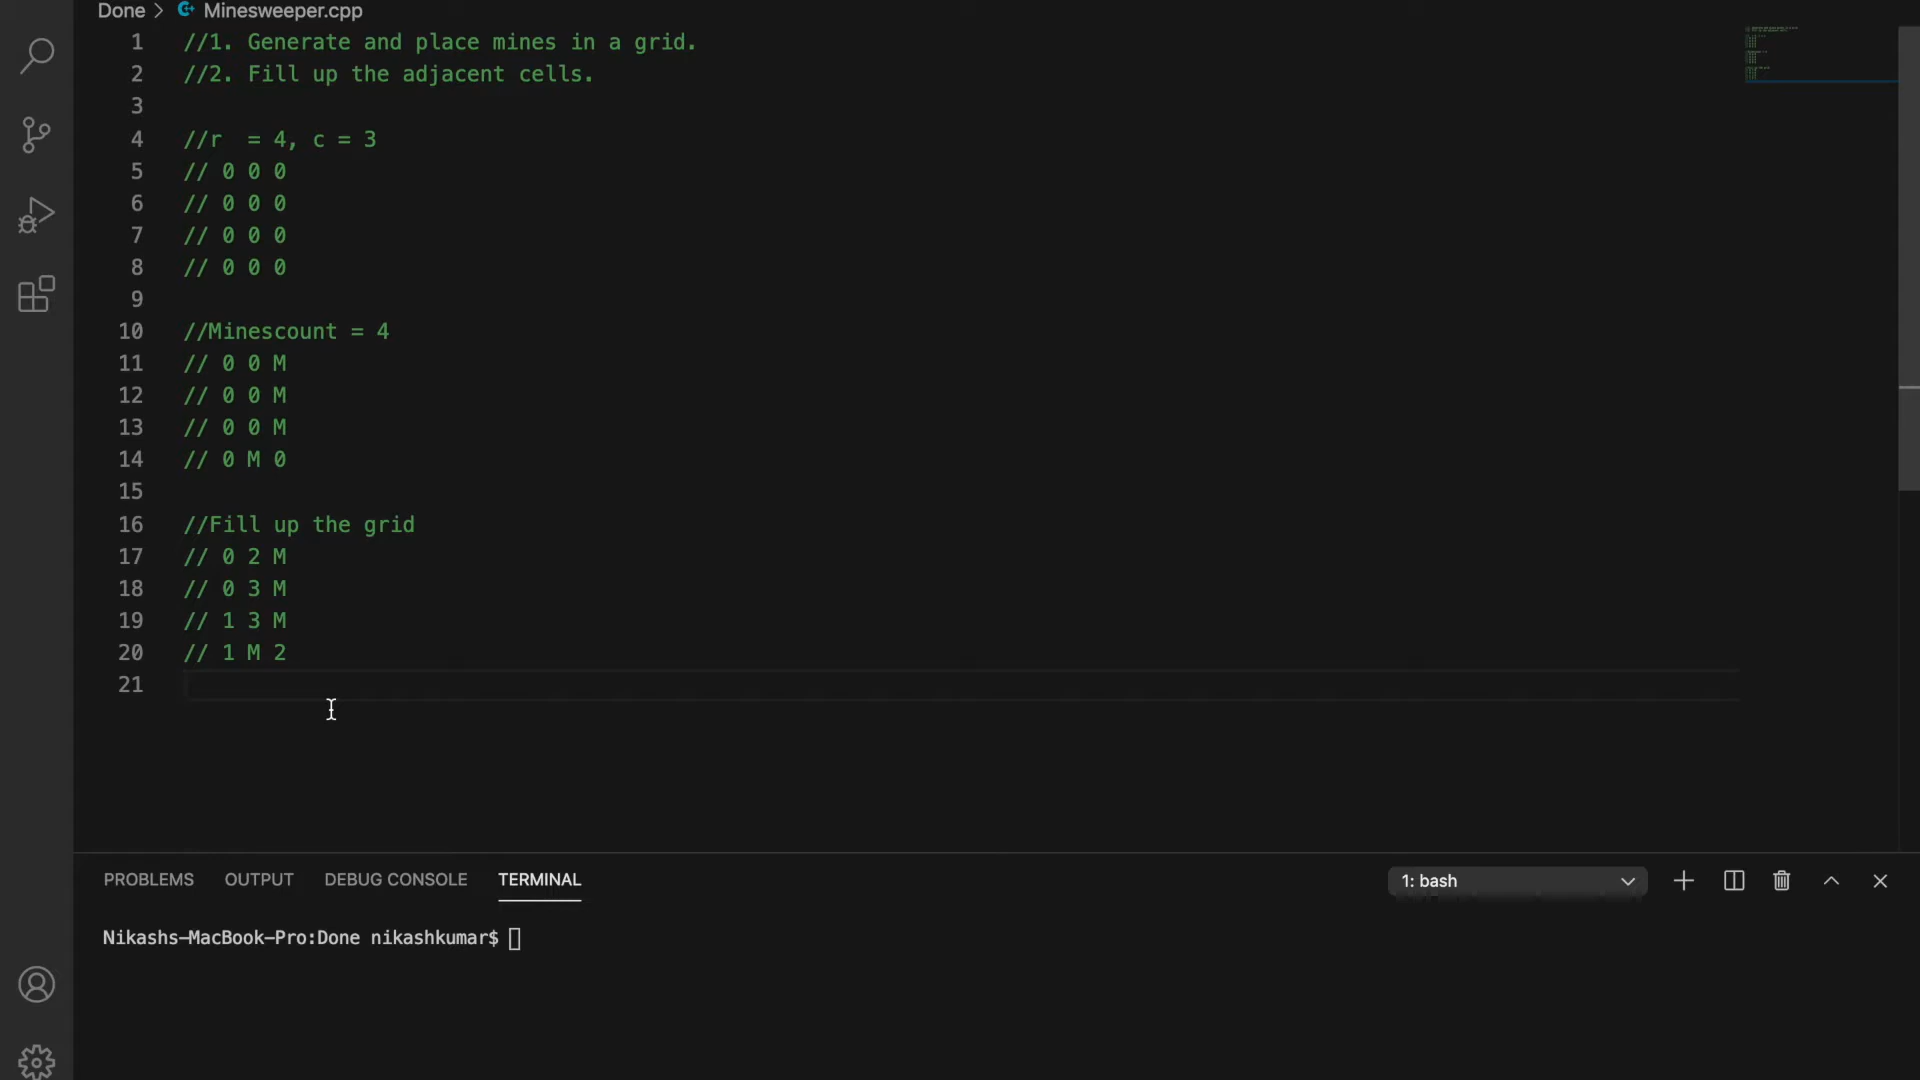 Done > Minesweeper.cpp
1 //1. Generate and place mines in a grid.
2 //2. Fill up the adjacent cells.
3
4 //r  = 4, c = 3
5 // 0 0 0
6 // 0 0 0
7 // 0 0 0
8 // 0 0 0
9
10 //Minescount = 4
11 // 0 0 M
12 // 0 0 M
13 // 0 0 M
14 // 0 M 0
15
16 //Fill up the grid
17 // 0 2 M
18 // 0 3 M
19 // 1 3 M
20 // 1 M 2
21
PROBLEMS OUTPUT DEBUG CONSOLE TERMINAL 1: bash
Nikashs-MacBook-Pro:Done nikashkumar$